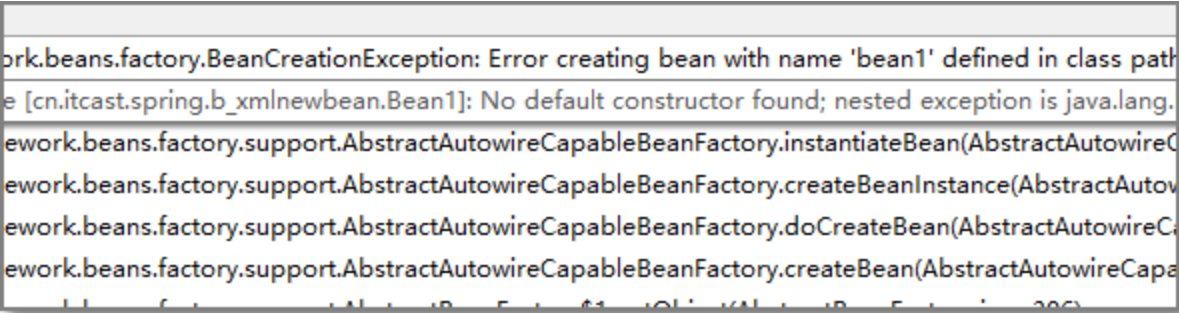 ork.beans.factory.BeanCreationException: Error creating bean with name 'bean1' defined in class path
e [cn.itcast.spring.b_xmlnewbean.Bean1]: No default constructor found; nested exception is java.lang.
ework.beans.factory.support.AbstractAutowireCapableBeanFactory.instantiateBean(AbstractAutowireC
ework.beans.factory.support.AbstractAutowireCapableBeanFactory.createBeanInstance(AbstractAutow
ework.beans.factory.support.AbstractAutowireCapableBeanFactory.doCreateBean(AbstractAutowireCa
ework.beans.factory.support.AbstractAutowireCapableBeanFactory.createBean(AbstractAutowireCapa